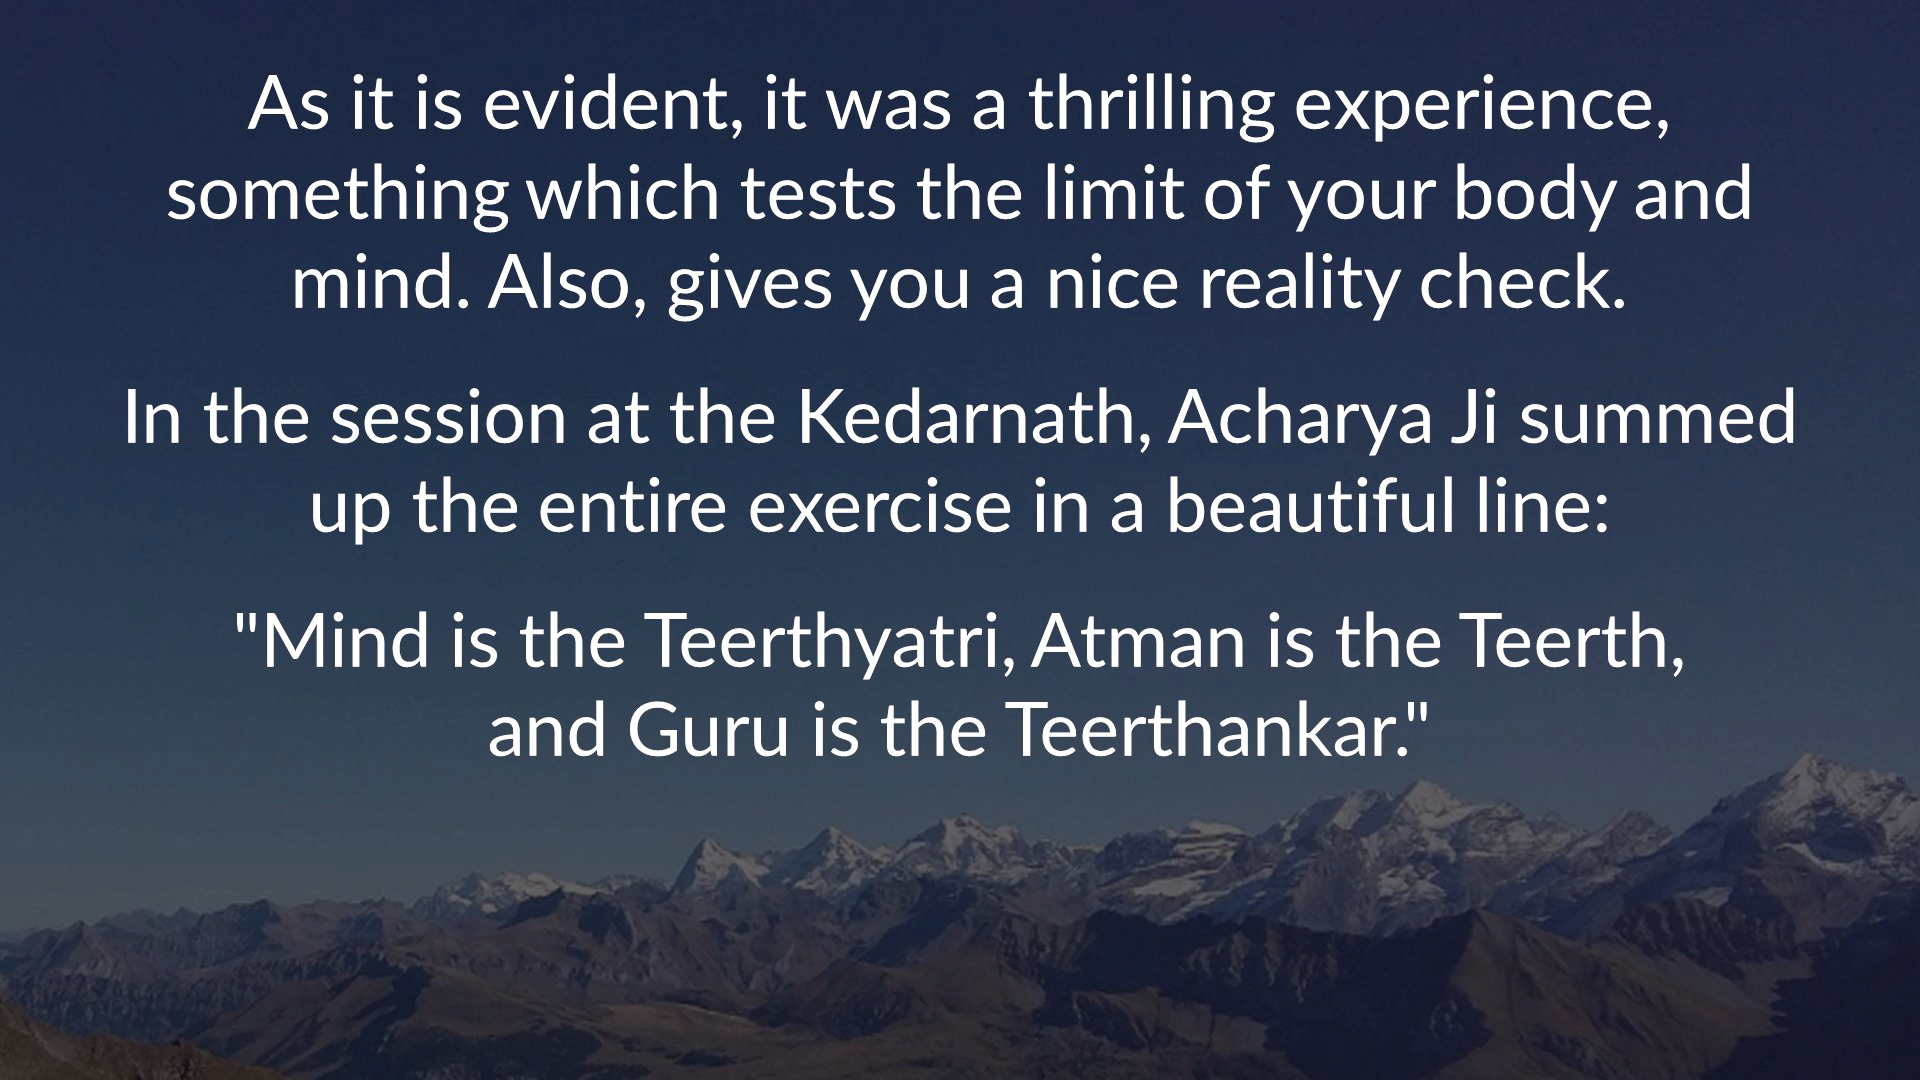 As it is evident, it was a thrilling experience,
something which tests the limit of your body and
mind. Also, gives you a nice reality check.
In the session at the Kedarnath, Acharya Ji summed
up the entire exercise in a beautiful line:
"Mind is the Teerthyatri, Atman is the Teerth,
and Guru is the Teerthankar."